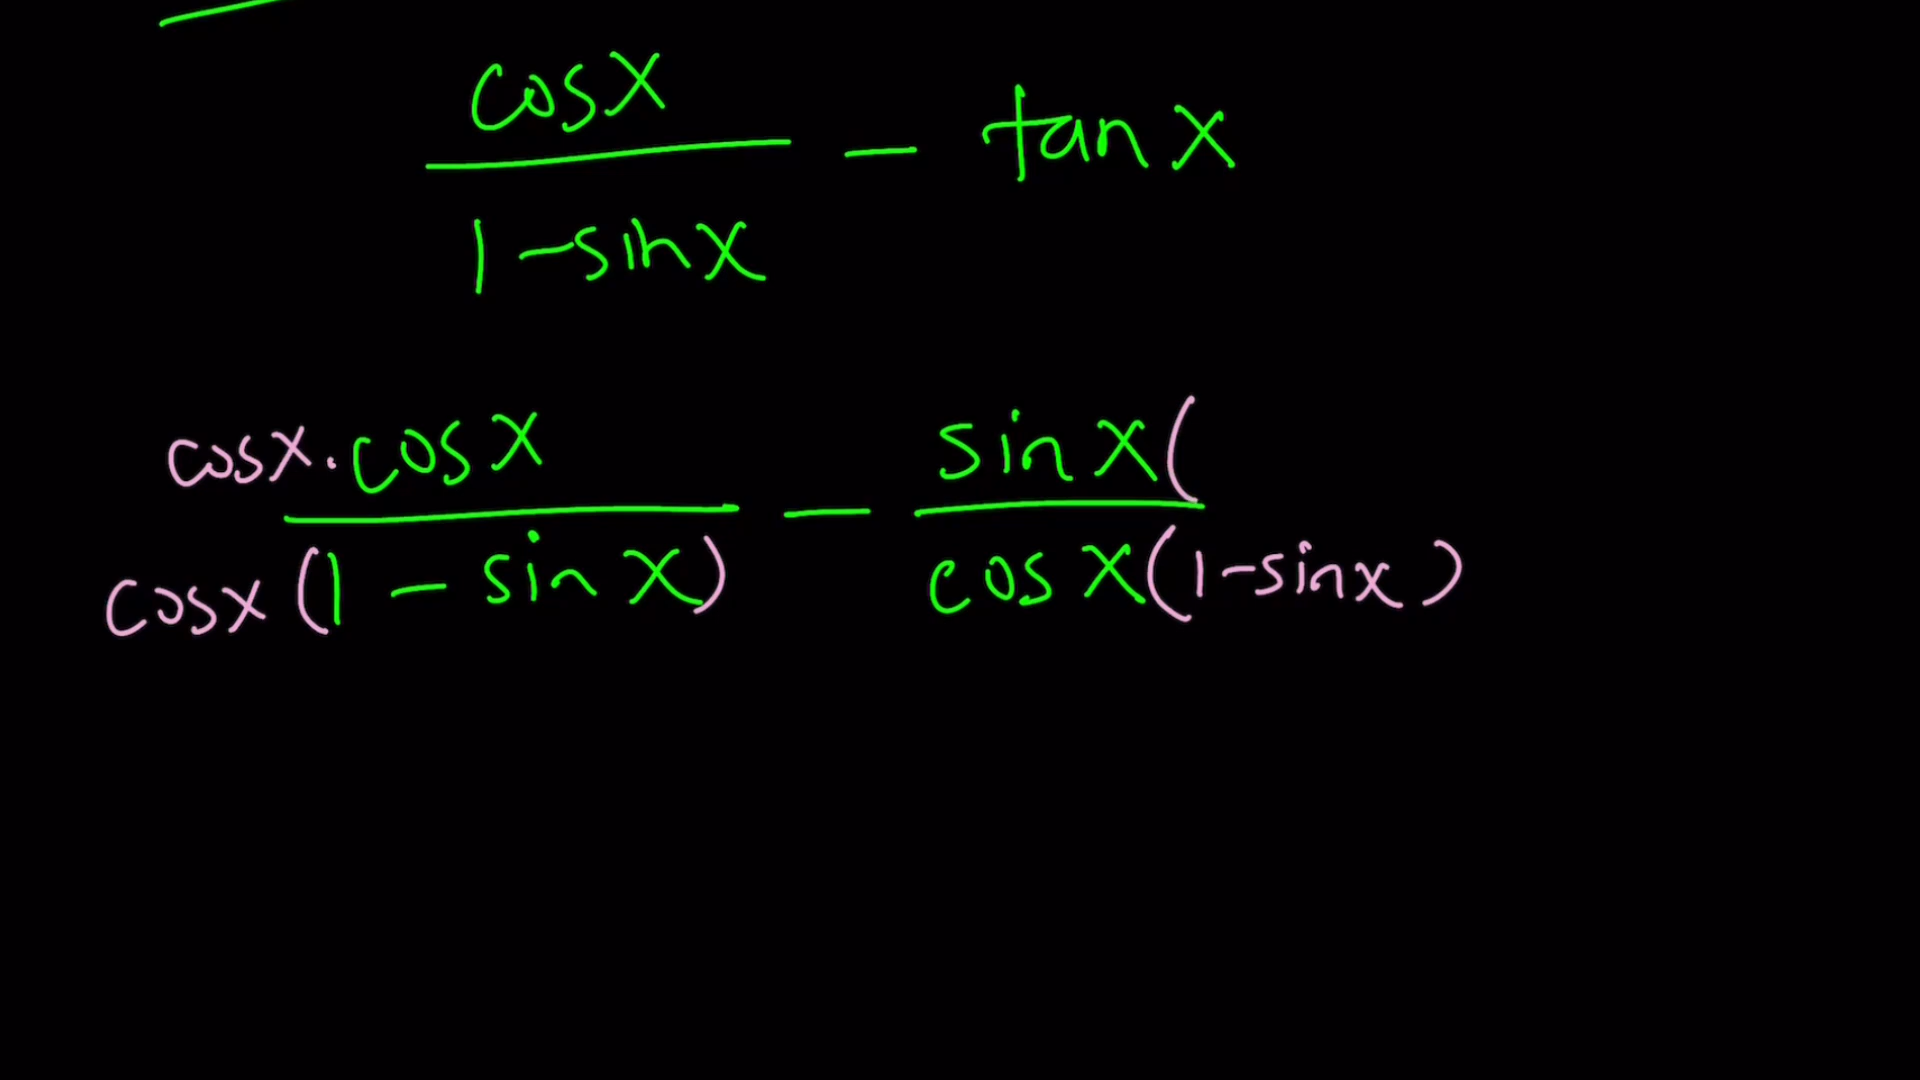 cosx
— - tanx
1-sinx
cosx·cosx   sinx(
— - —
cosx(1-sinx)   cosx(1-sinx)